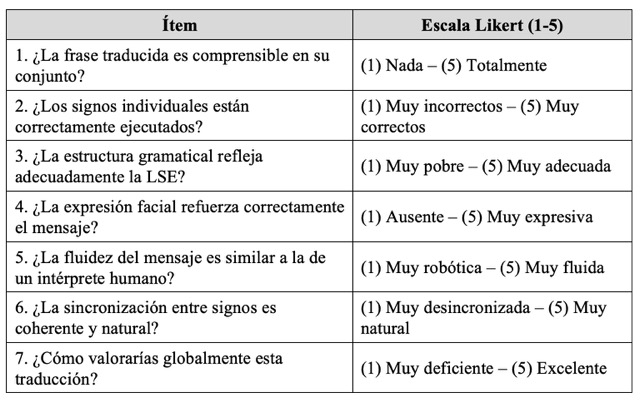 Ítem
Escala Likert (1-5)
1. ¿La frase traducida es comprensible en su
conjunto?
(1) Nada – (5) Totalmente
2. ¿Los signos individuales están
correctamente ejecutados?
(1) Muy incorrectos – (5) Muy
correctos
3. ¿La estructura gramatical refleja
adecuadamente la LSE?
(1) Muy pobre – (5) Muy adecuada
4. ¿La expresión facial refuerza correctamente
el mensaje?
(1) Ausente – (5) Muy expresiva
5. ¿La fluidez del mensaje es similar a la de
un intérprete humano?
(1) Muy robótica – (5) Muy fluida
6. ¿La sincronización entre signos es
coherente y natural?
(1) Muy desincronizada – (5) Muy
natural
7. ¿Cómo valorarías globalmente esta
traducción?
(1) Muy deficiente – (5) Excelente